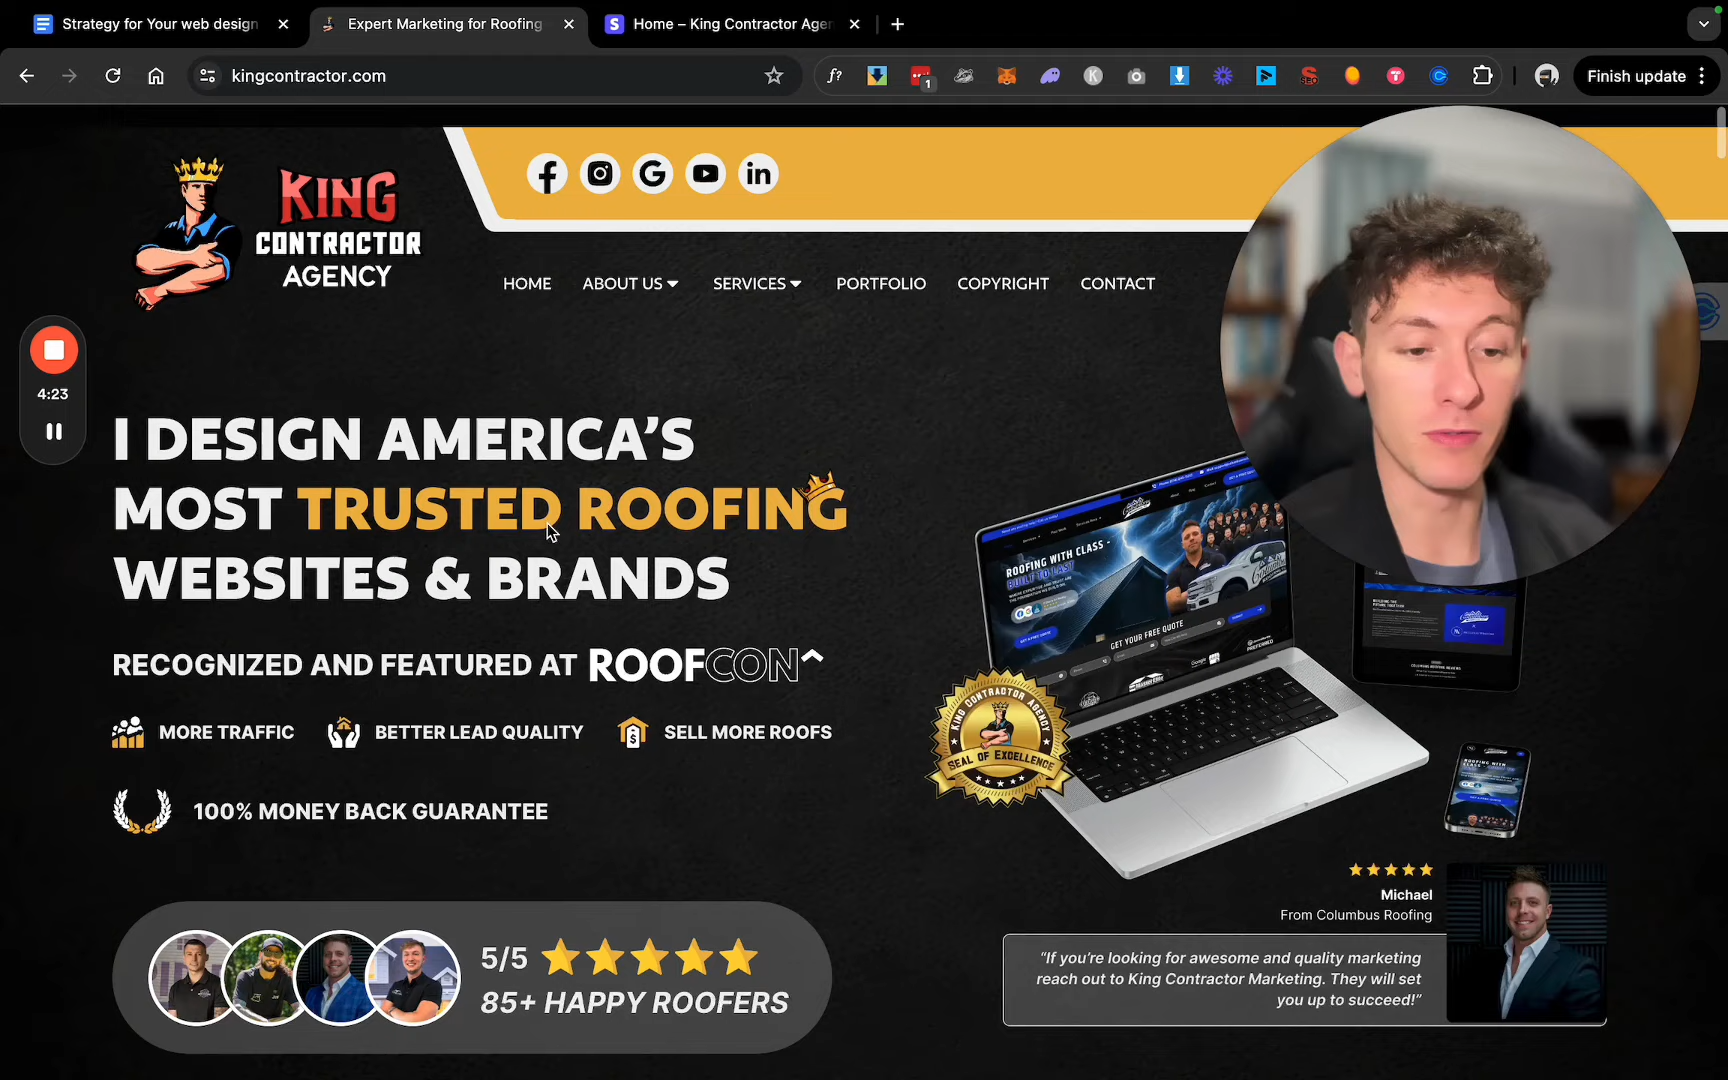 Strategy for Your web design
Expert Marketing for Roofing
Home – King Contractor Agen
kingcontractor.com
Finish update
1
KING
CONTRACTOR
AGENCY
HOME
ABOUT US
SERVICES
PORTFOLIO
COPYRIGHT
CONTACT
4:23
I DESIGN AMERICA’S
MOST TRUSTED ROOFING
WEBSITES & BRANDS
RECOGNIZED AND FEATURED AT ROOFCON
MORE TRAFFIC
BETTER LEAD QUALITY
SELL MORE ROOFS
100% MONEY BACK GUARANTEE
5/5
85+ HAPPY ROOFERS
ROOFING WITH CLASS -
BUILT TO LAST
GET YOUR FREE QUOTE
KING CONTRACTOR AGENCY
SEAL OF EXCELLENCE
Michael
From Columbus Roofing
“If you’re looking for awesome and quality marketing
reach out to King Contractor Marketing. They will set
you up to succeed!”